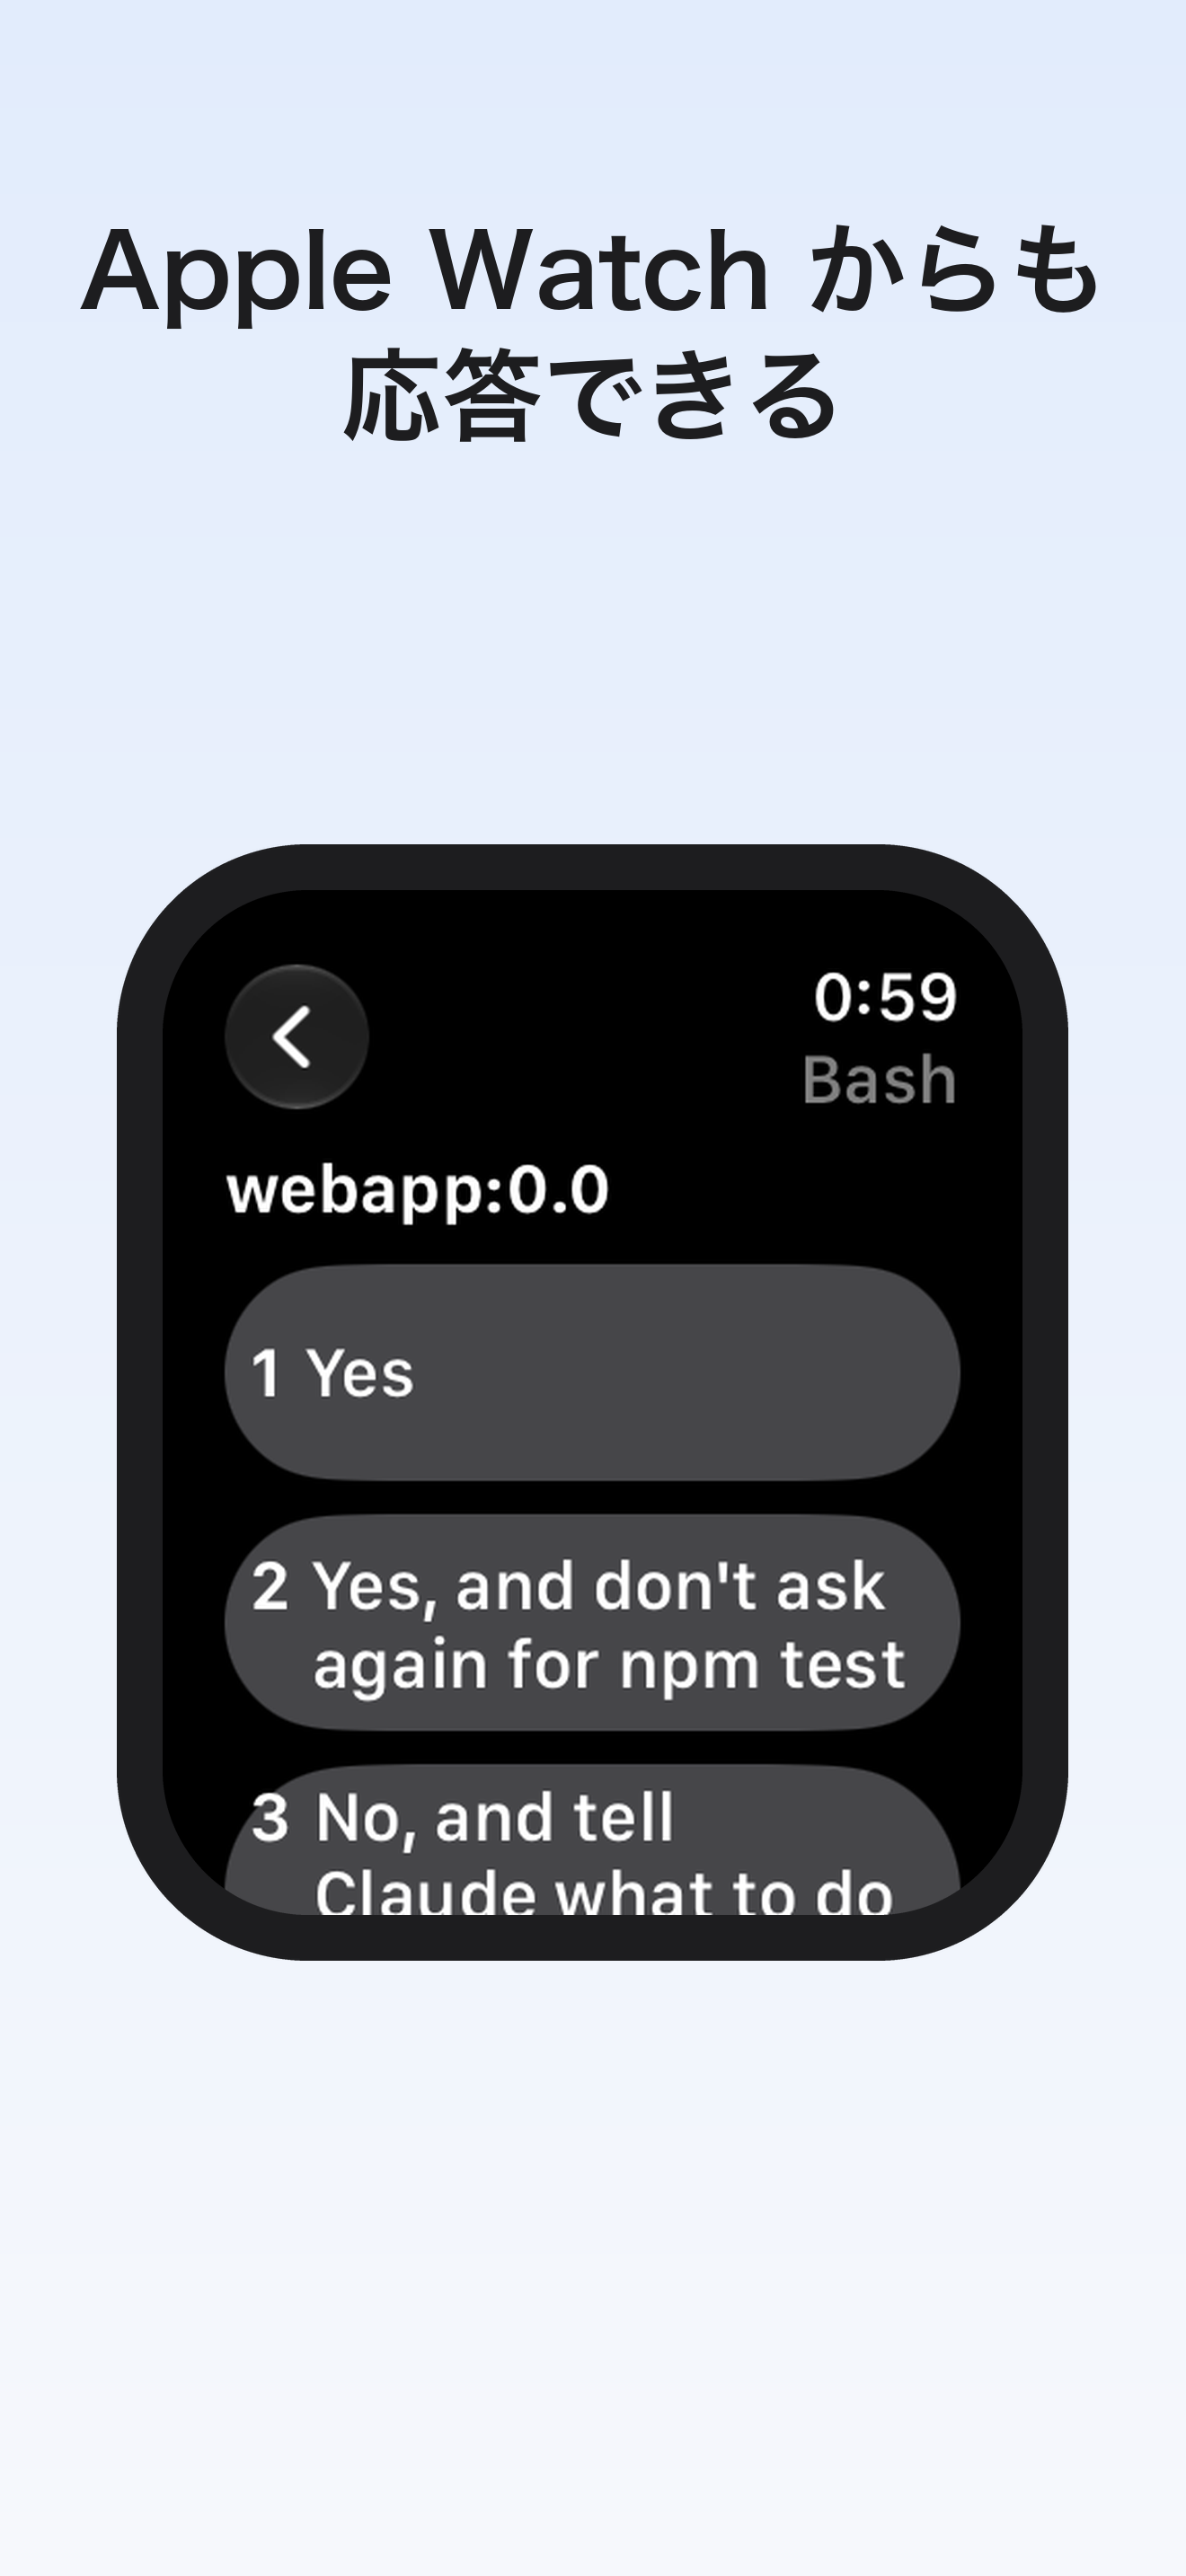 Apple Watch からも
応答できる
0:59
Bash
webapp:0.0
1 Yes
2 Yes, and don't ask
again for npm test
3 No, and tell
Claude what to do